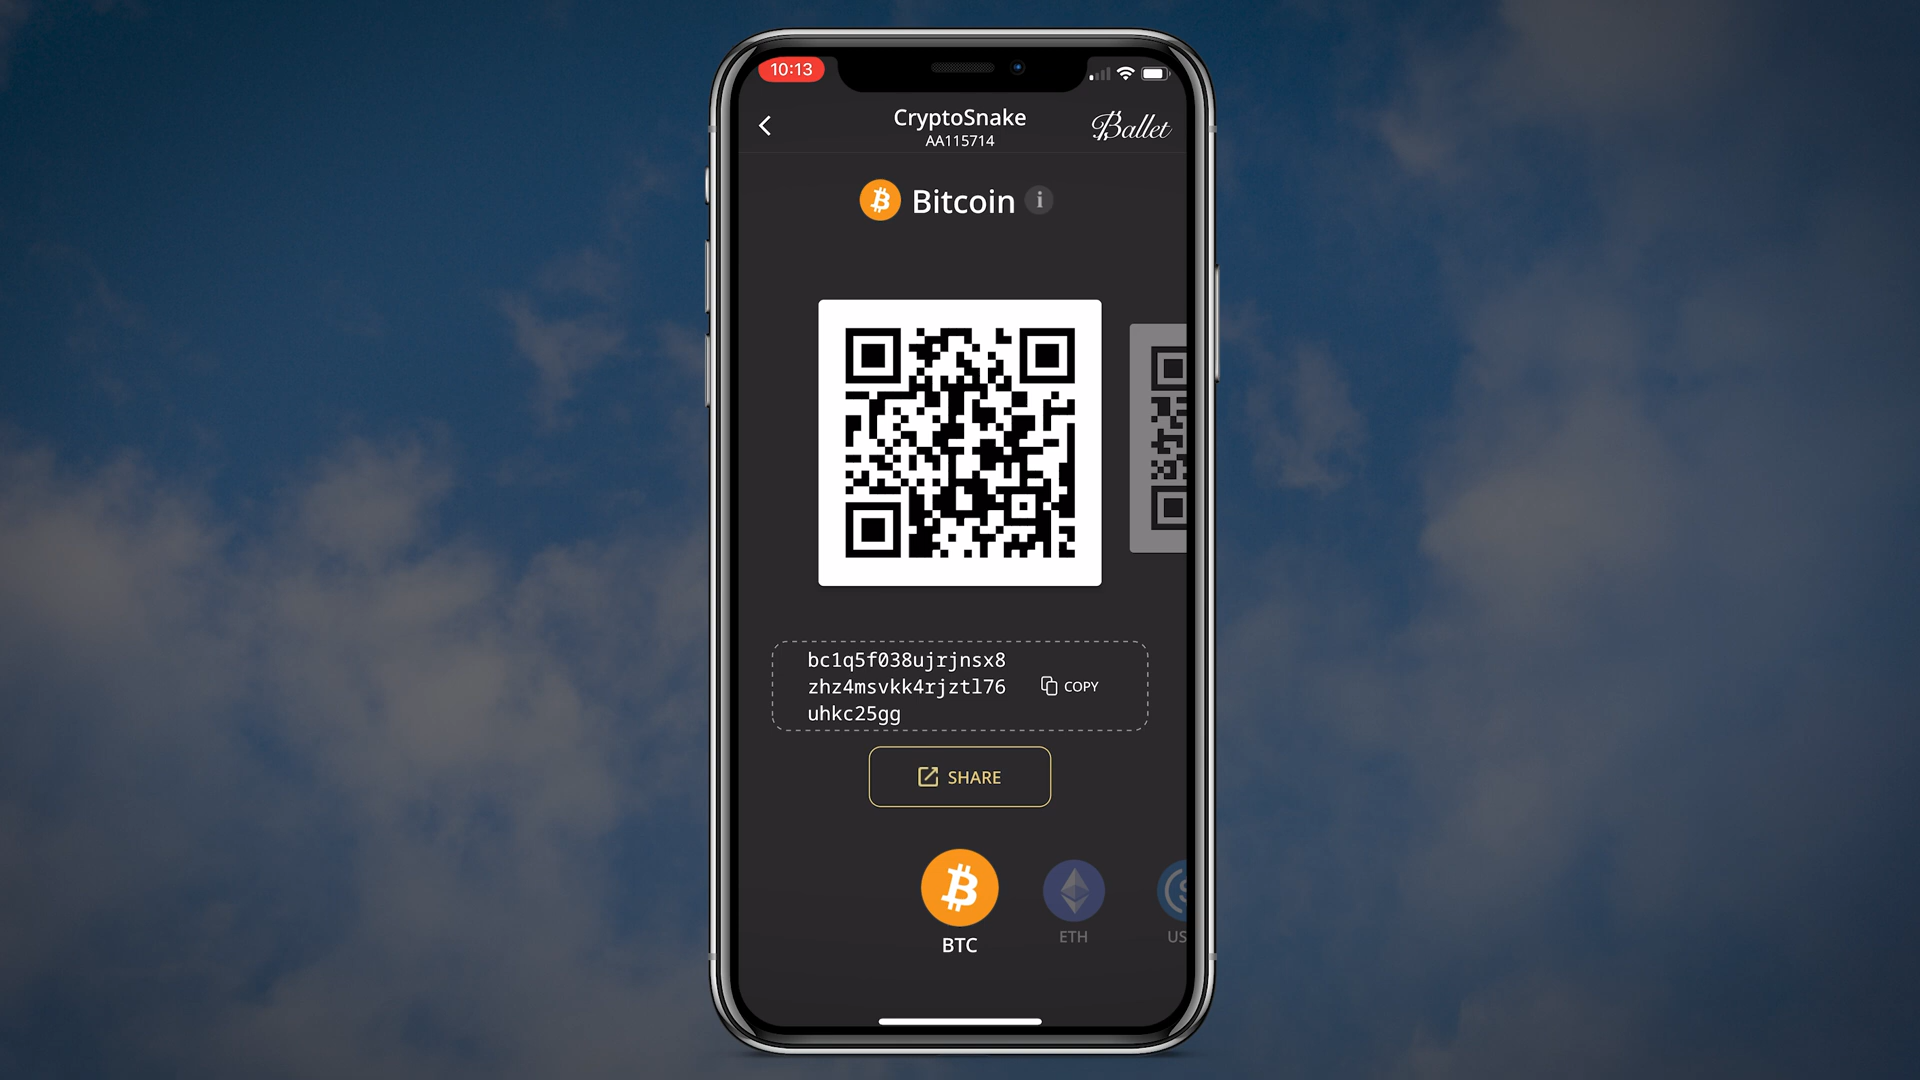 10:13
CryptoSnake
AA115714
Ballet
Bitcoin
bc1q5f038ujrjnsx8
zhz4msvkk4rjztl76
uhkc25gg
COPY
SHARE
BTC
ETH
US